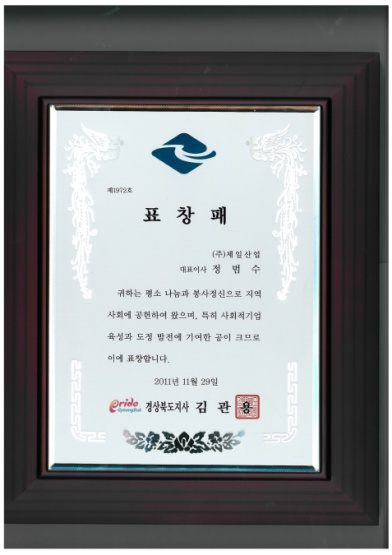 제1972호
표창패
(주)제일산업
대표이사 정범수
귀하는 평소 나눔과 봉사정신으로 지역
사회에 공헌하여 왔으며, 특히 사회적기업
육성과 도정 발전에 기여한 공이 크므로
이에 표창합니다.
2011년 11월 29일
Pride GyeongBuk 경상북도지사 김관용